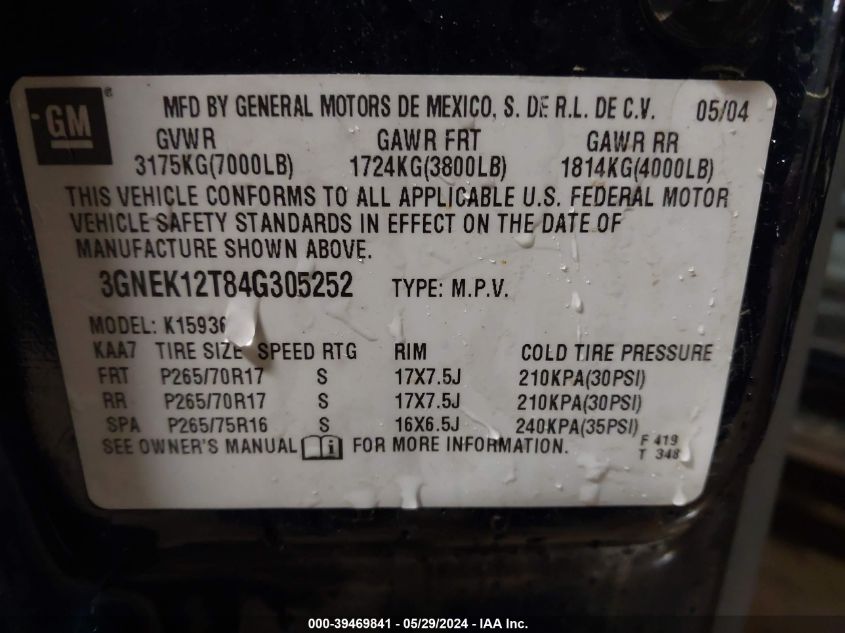 GM ®
MFD BY GENERAL MOTORS DE MEXICO, S. DE R.L. DE C.V. 05/04
GVWR GAWR FRT GAWR RR
3175KG(7000LB) 1724KG(3800LB) 1814KG(4000LB)
THIS VEHICLE CONFORMS TO ALL APPLICABLE U.S. FEDERAL MOTOR
VEHICLE SAFETY STANDARDS IN EFFECT ON THE DATE OF
MANUFACTURE SHOWN ABOVE.
3GNEK12T84G305252 TYPE: M.P.V.
MODEL: K15936
KAA7 TIRE SIZE SPEED RTG RIM COLD TIRE PRESSURE
FRT P265/70R17 S 17X7.5J 210KPA(30PSI)
RR P265/70R17 S 17X7.5J 210KPA(30PSI)
SPA P265/75R16 S 16X6.5J 240KPA(35PSI)
SEE OWNER'S MANUAL FOR MORE INFORMATION.
F 419
T 348
000-39469841 - 05/29/2024 - IAA Inc.